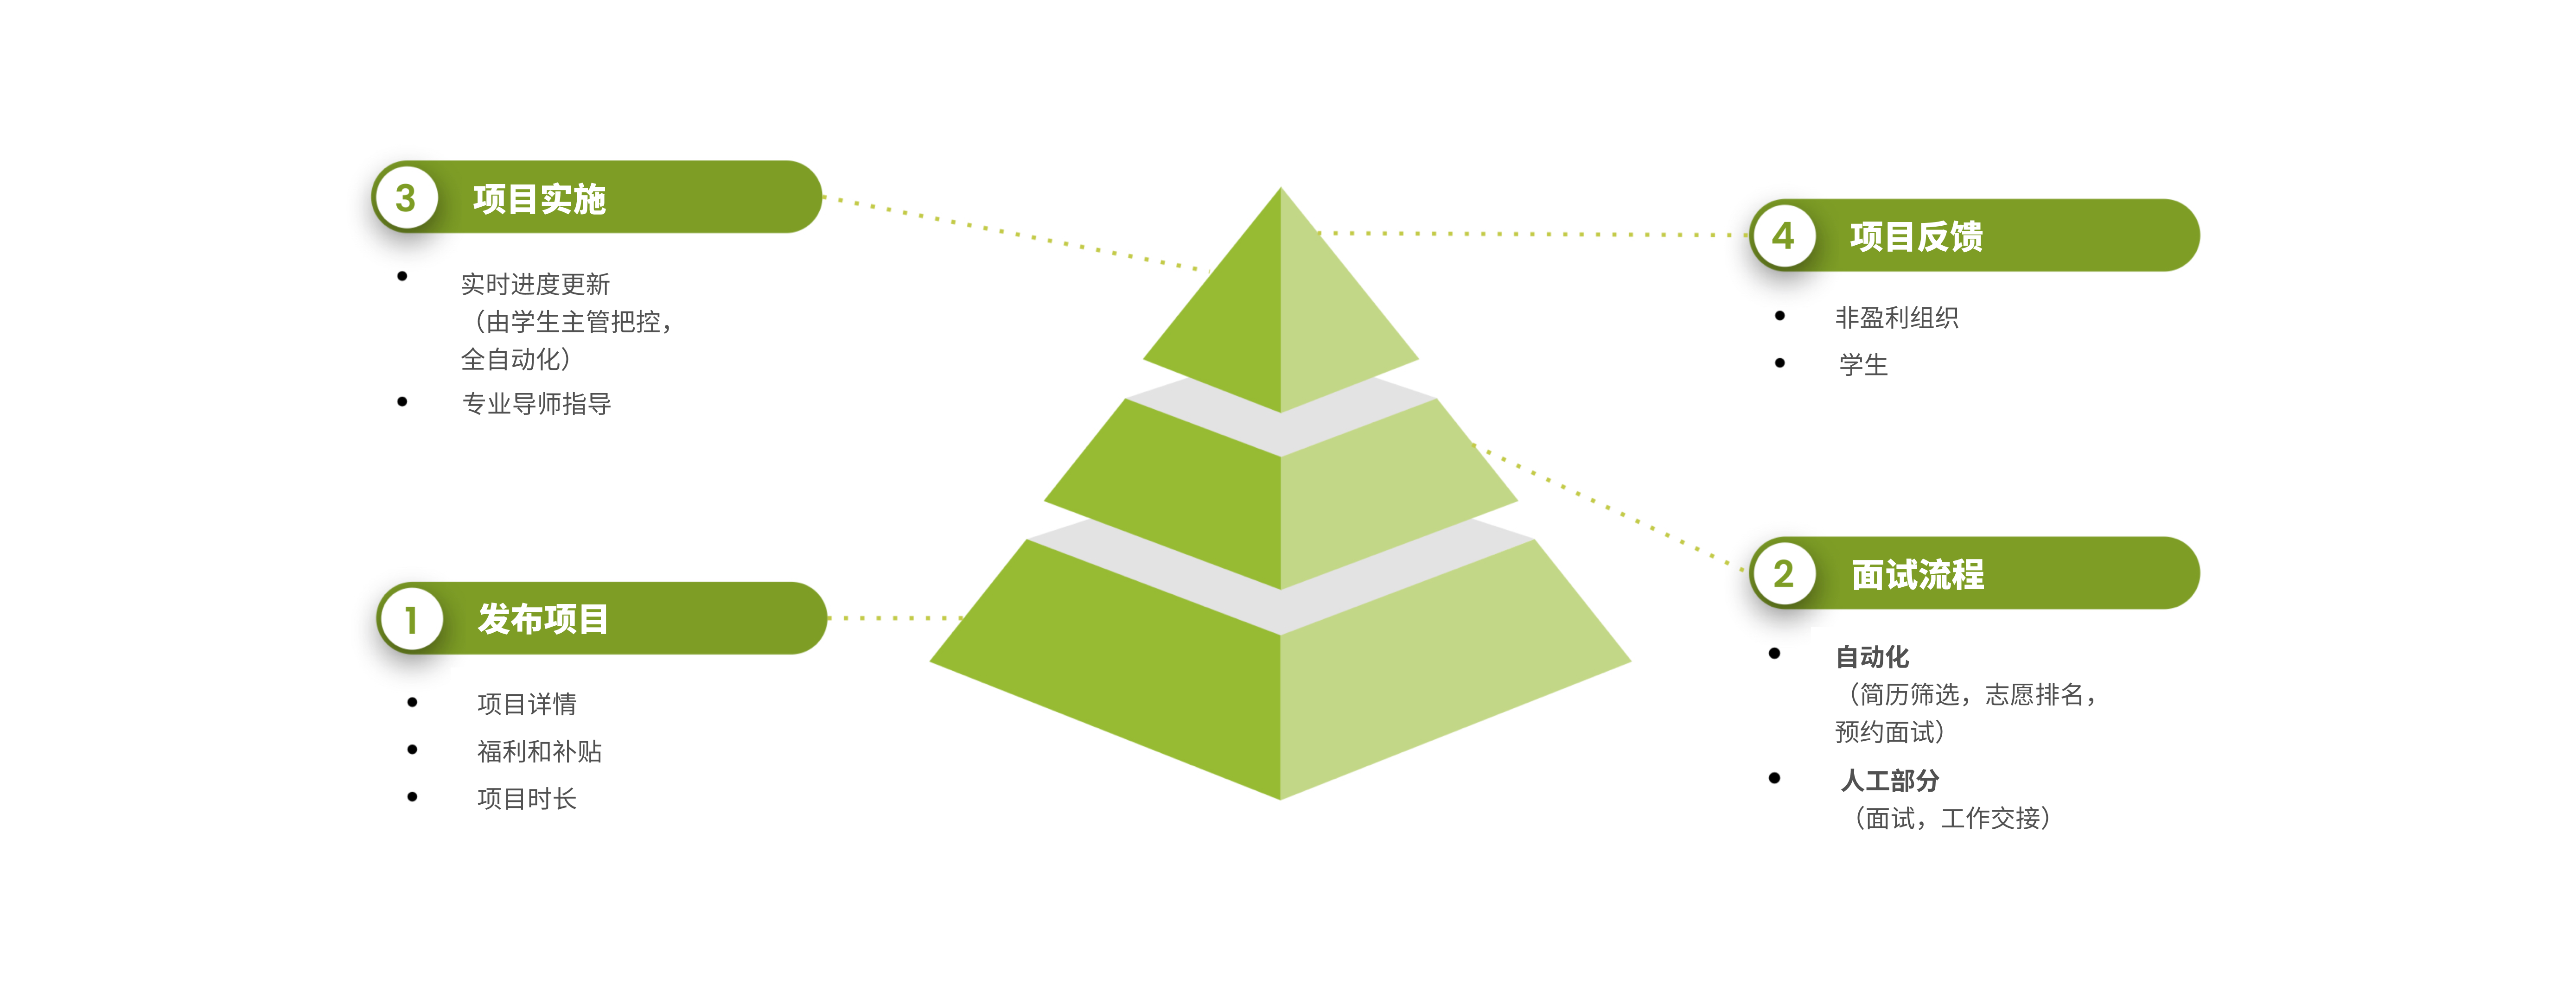 3
项目实施
实时进度更新
（由学生主管把控，
全自动化）
专业导师指导
4
项目反馈
非盈利组织
学生
1
发布项目
项目详情
福利和补贴
项目时长
2
面试流程
自动化
（简历筛选，志愿排名，
预约面试）
人工部分
（面试，工作交接）